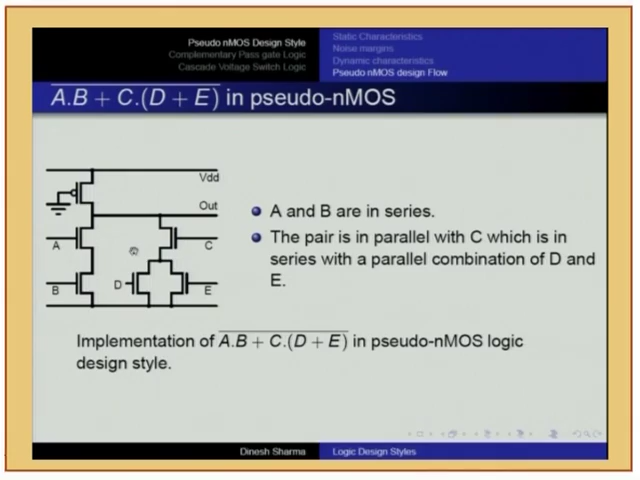 Pseudo nMOS Design Style
Complementary Pass gate Logic
Cascade Voltage Switch Logic
Static Characteristics
Noise margins
Dynamic characteristics
Pseudo nMOS design Flow
A.B + C.(D + E) in pseudo-nMOS
Vdd
Out
A
C
B
D
E
A and B are in series.
The pair is in parallel with C which is in
series with a parallel combination of D and
E.
Implementation of A.B + C.(D + E) in pseudo-nMOS logic
design style.
Dinesh Sharma
Logic Design Styles